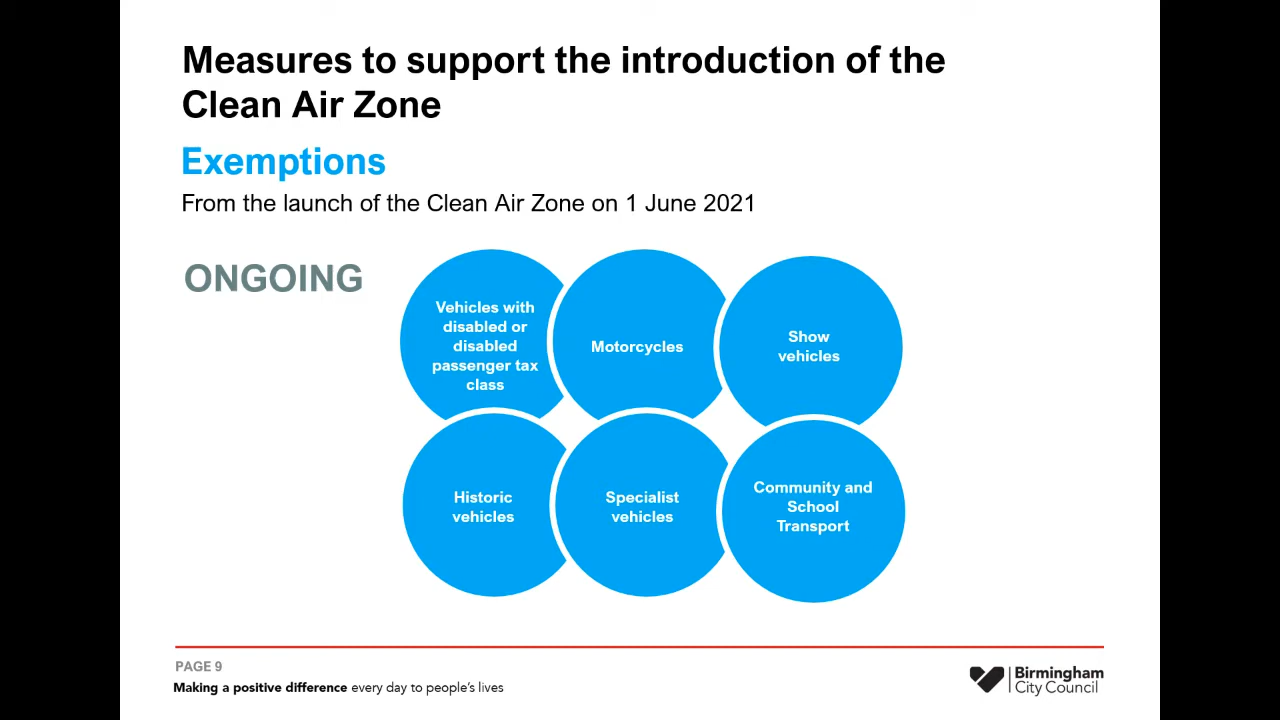 Measures to support the introduction of the
Clean Air Zone
Exemptions
From the launch of the Clean Air Zone on 1 June 2021
ONGOING
Vehicles with
disabled or
disabled
passenger tax
class
Motorcycles
Show
vehicles
Historic
vehicles
Specialist
vehicles
Community and
School
Transport
PAGE 9
Making a positive difference every day to people's lives
Birmingham
City Council